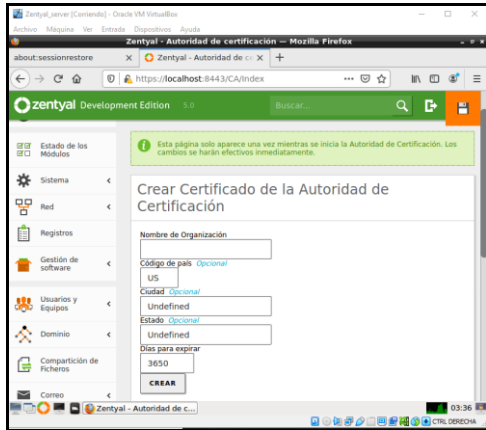 Zentyal_server [Corriendo] - Oracle VM VirtualBox
Archivo Máquina Ver Entrada Dispositivos Ayuda
Zentyal - Autoridad de certificación — Mozilla Firefox
about:sessionrestore
Zentyal - Autoridad de c
https://localhost:8443/CA/Index
zentyal Development Edition 5.0
Buscar...
Esta página solo aparece una vez mientras se inicia la Autoridad de Certificación. Los
cambios se harán efectivos inmediatamente.
Estado de los
Módulos
Sistema
Red
Registros
Gestión de
software
Usuarios y
Equipos
Dominio
Compartición de
Ficheros
Correo
Crear Certificado de la Autoridad de
Certificación
Nombre de Organización
Código de país Opcional
US
Ciudad Opcional
Undefined
Estado Opcional
Undefined
Días para expirar
3650
CREAR
Zentyal - Autoridad de c...
03:36
CTRL DERECHA